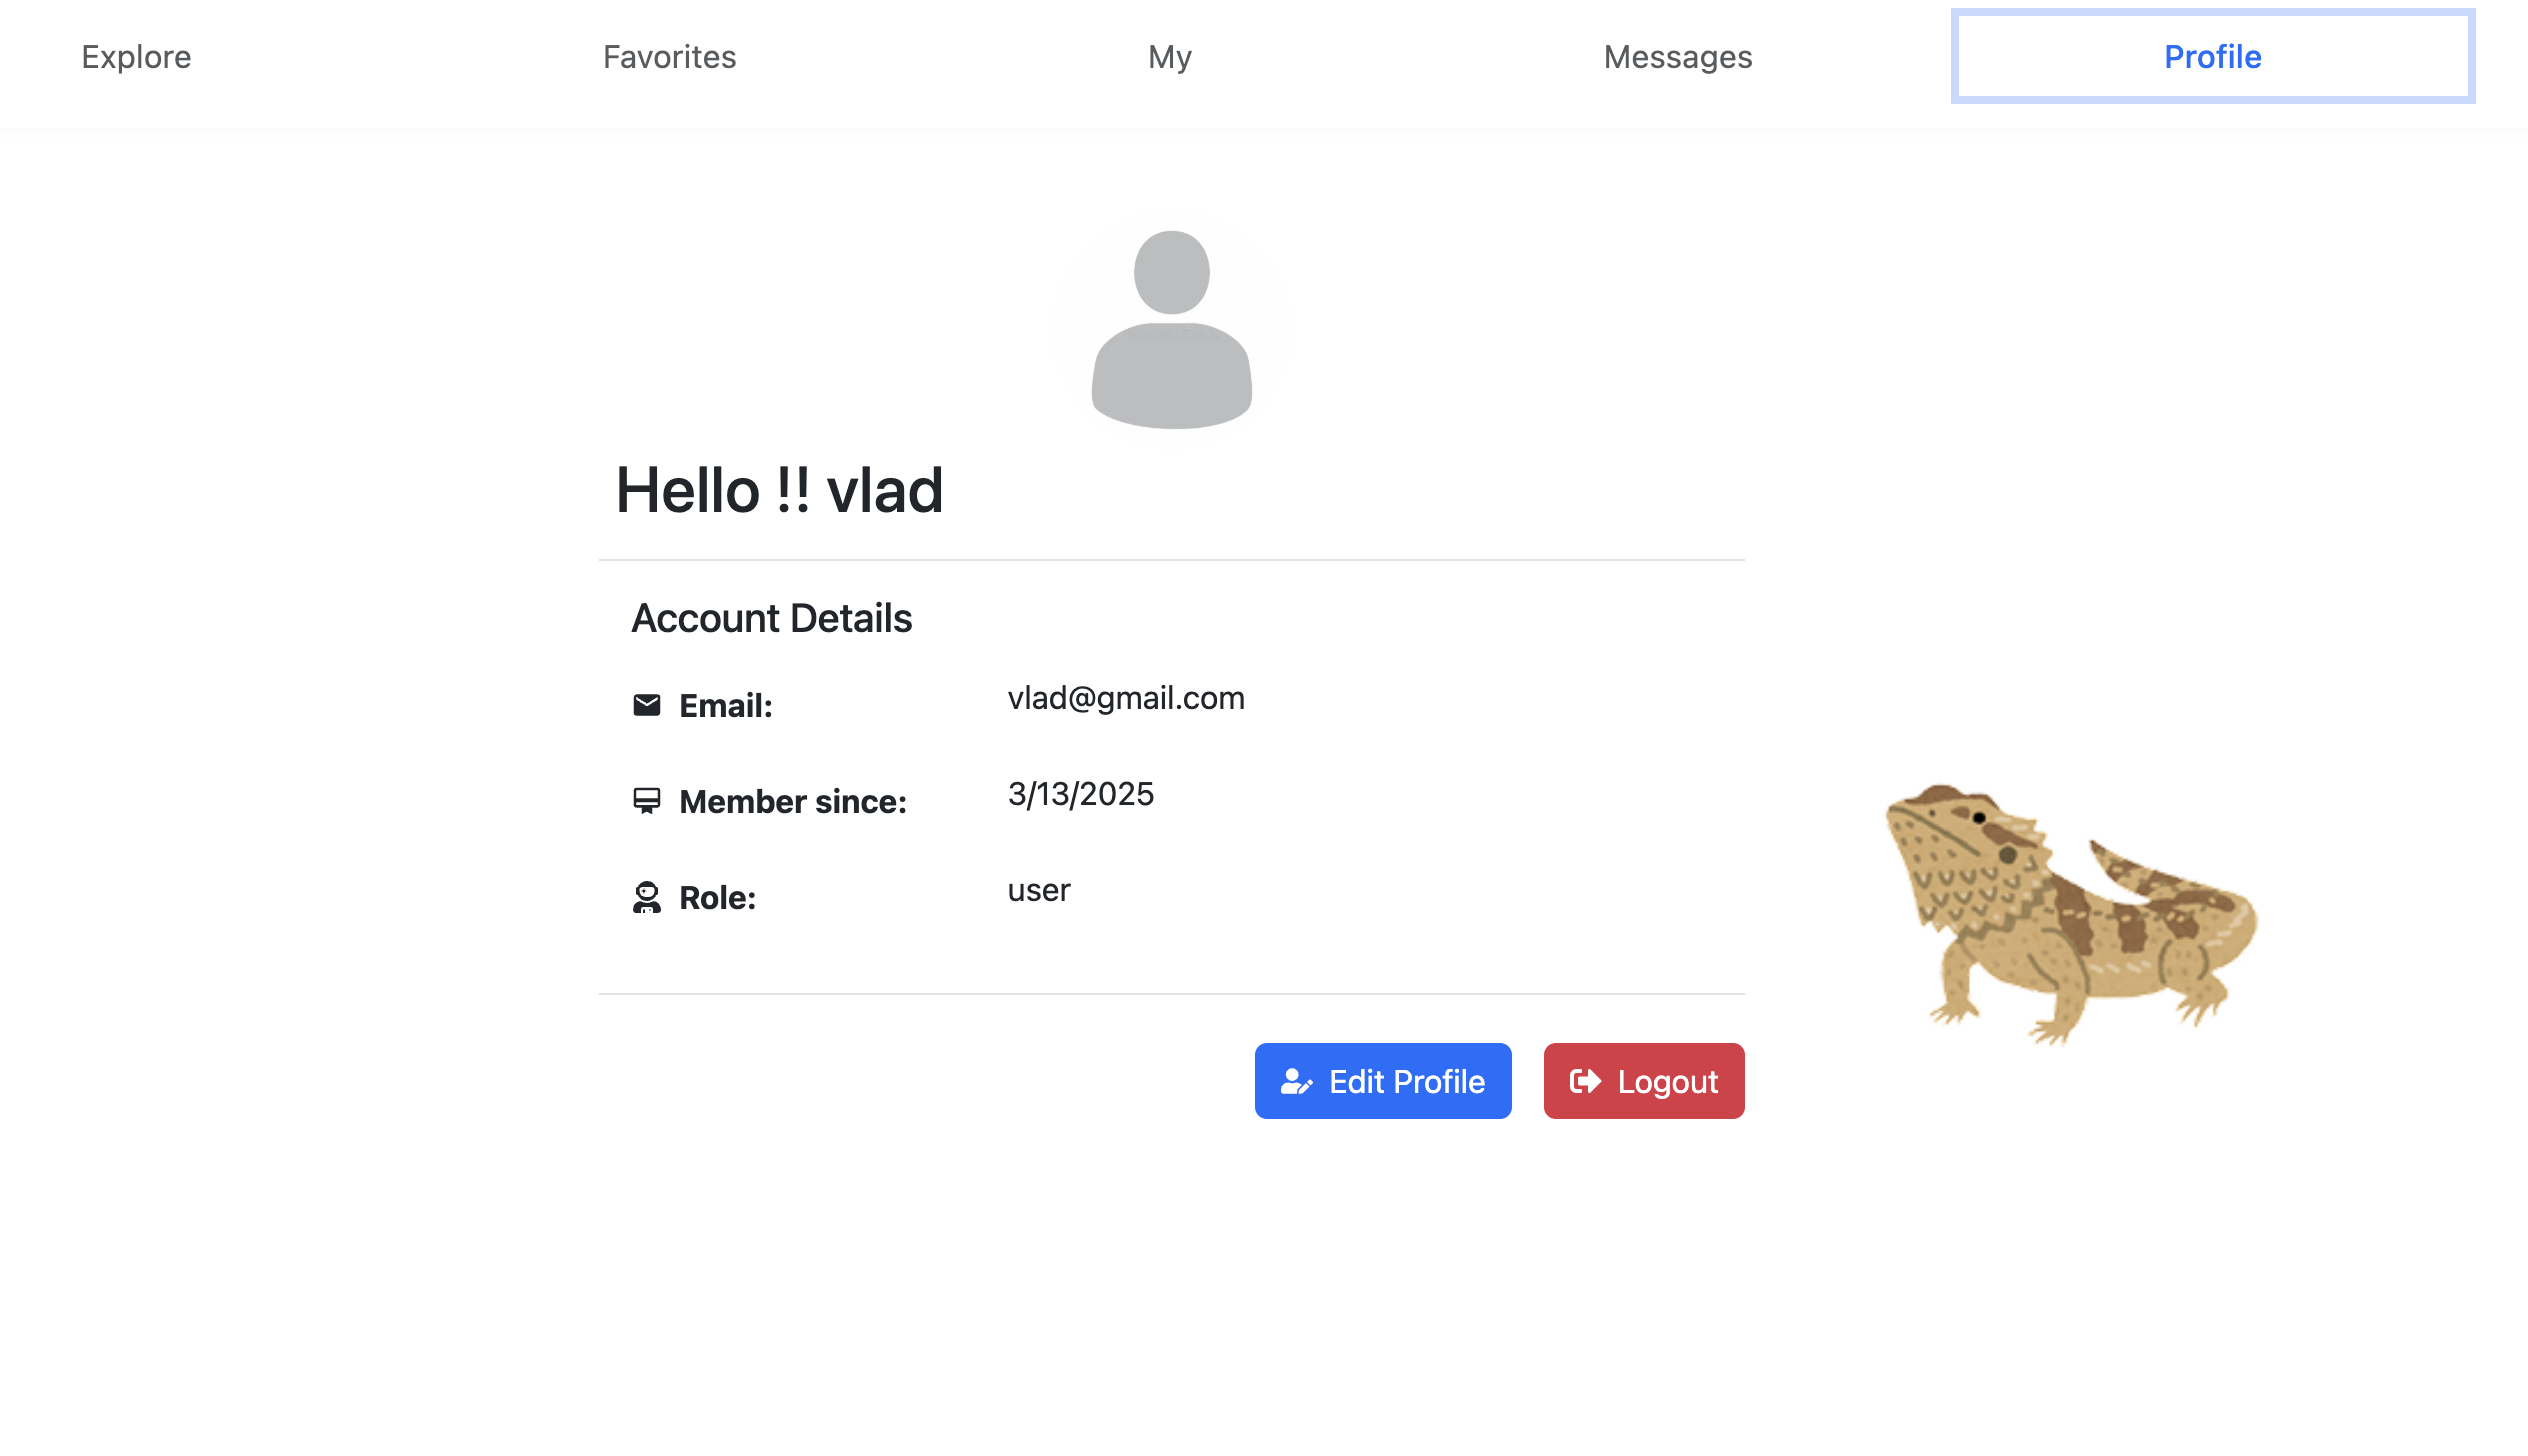 Explore Favorites My Messages Profile
Hello !! vlad
Account Details
Email: vlad@gmail.com
Member since: 3/13/2025
Role: user
Edit Profile Logout